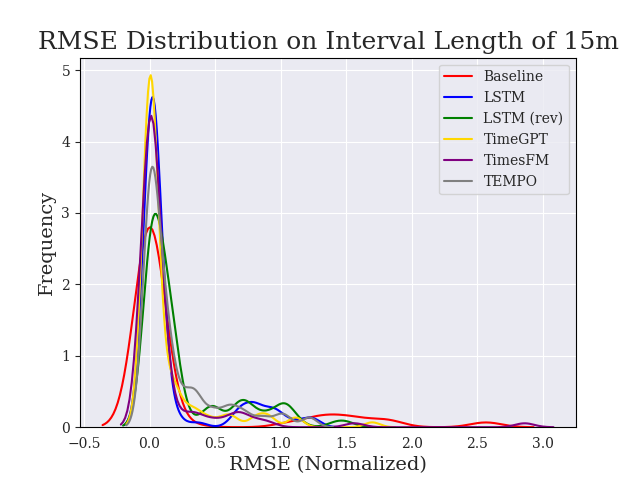 RMSE Distribution on Interval Length of 15m
5
4
3
2
1
0
Frequency
Baseline
LSTM
LSTM (rev)
TimeGPT
TimesFM
TEMPO
−0.5 0.0 0.5 1.0 1.5 2.0 2.5 3.0
RMSE (Normalized)